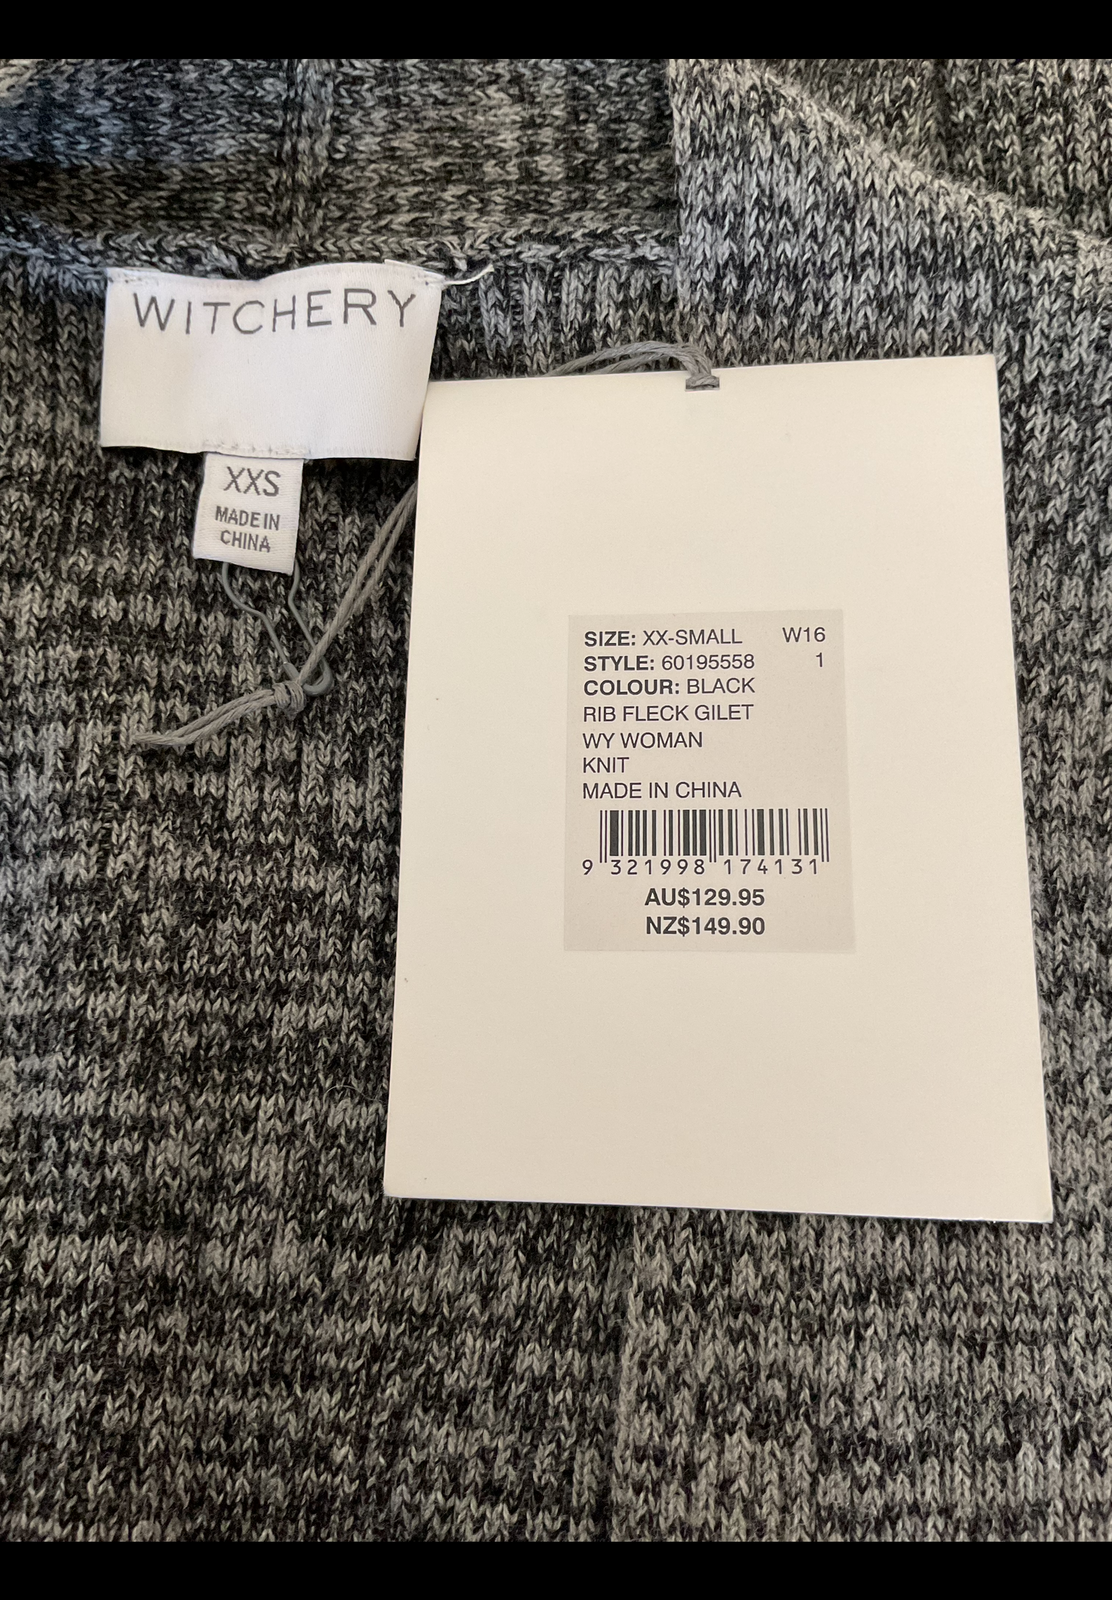 WITCHERY
XXS
MADE IN
CHINA
SIZE: XX-SMALL W16
STYLE: 60195558 1
COLOUR: BLACK
RIB FLECK GILET
WY WOMAN
KNIT
MADE IN CHINA
9 321998 174131
AU$129.95
NZ$149.90